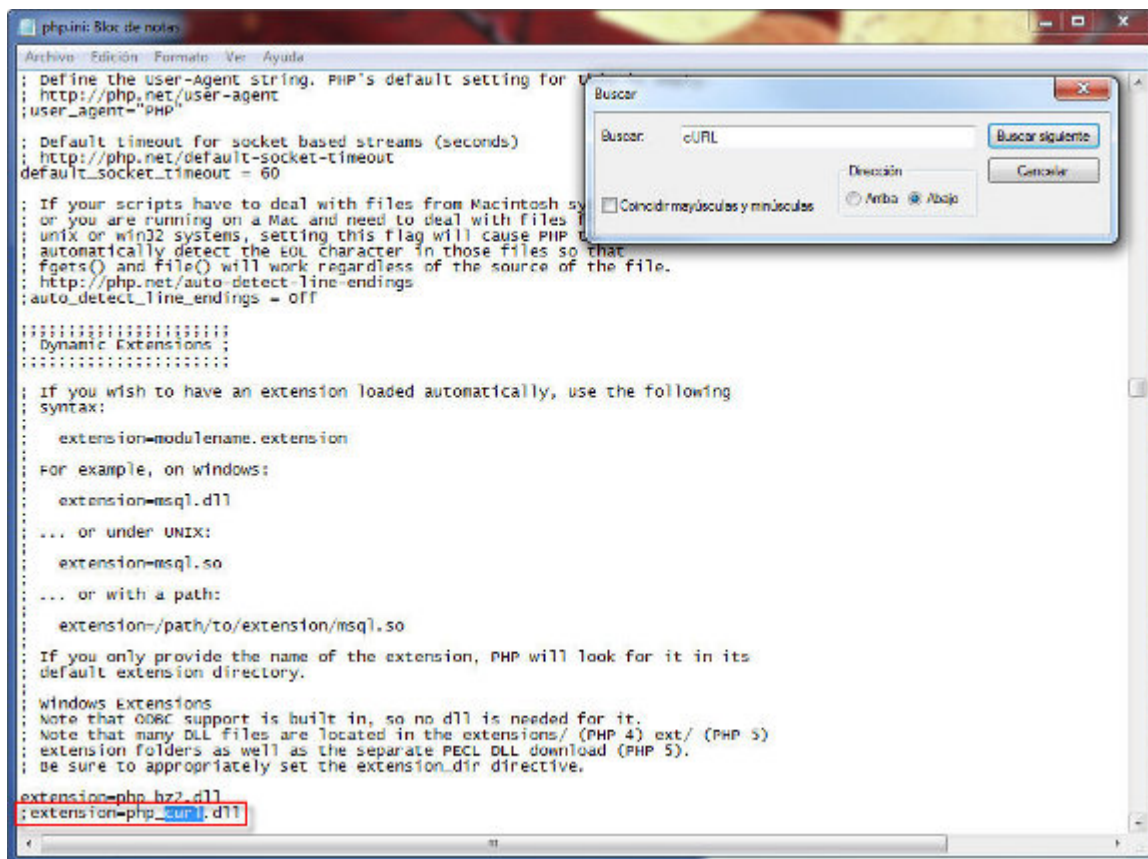 php.ini: Bloc de notas
Archivo Edición Formato Ver Ayuda
; Define the User-Agent string. PHP's default setting for
; http://php.net/user-agent
;user_agent="PHP"
; Default timeout for socket based streams (seconds)
; http://php.net/default-socket-timeout
default_socket_timeout = 60
; If your scripts have to deal with files from Macintosh sy
; or you are running on a Mac and need to deal with files
; unix or win32 systems, setting this flag will cause PHP
; automatically detect the EOL character in those files so that
; fgets() and file() will work regardless of the source of the file.
; http://php.net/auto-detect-line-endings
;auto_detect_line_endings = Off
Buscar
Buscar: cURL Buscar siguiente
Dirección Cancelar
Coincidir mayúsculas y minúsculas Arriba Abajo
;;;;;;;;;;;;;;;;;;;;;;
; Dynamic Extensions ;
;;;;;;;;;;;;;;;;;;;;;;
; If you wish to have an extension loaded automatically, use the following
; syntax:
;
; extension=modulename.extension
;
; For example, on windows:
;
; extension=msql.dll
;
; ... or under UNIX:
;
; extension=msql.so
;
; ... or with a path:
;
; extension=/path/to/extension/msql.so
;
; If you only provide the name of the extension, PHP will look for it in its
; default extension directory.
;
; Windows Extensions
; Note that ODBC support is built in, so no dll is needed for it.
; Note that many DLL files are located in the extensions/ (PHP 4) ext/ (PHP 5)
; extension folders as well as the separate PECL DLL download (PHP 5).
; Be sure to appropriately set the extension_dir directive.
extension=php_bz2.dll
;extension=php_curl.dll